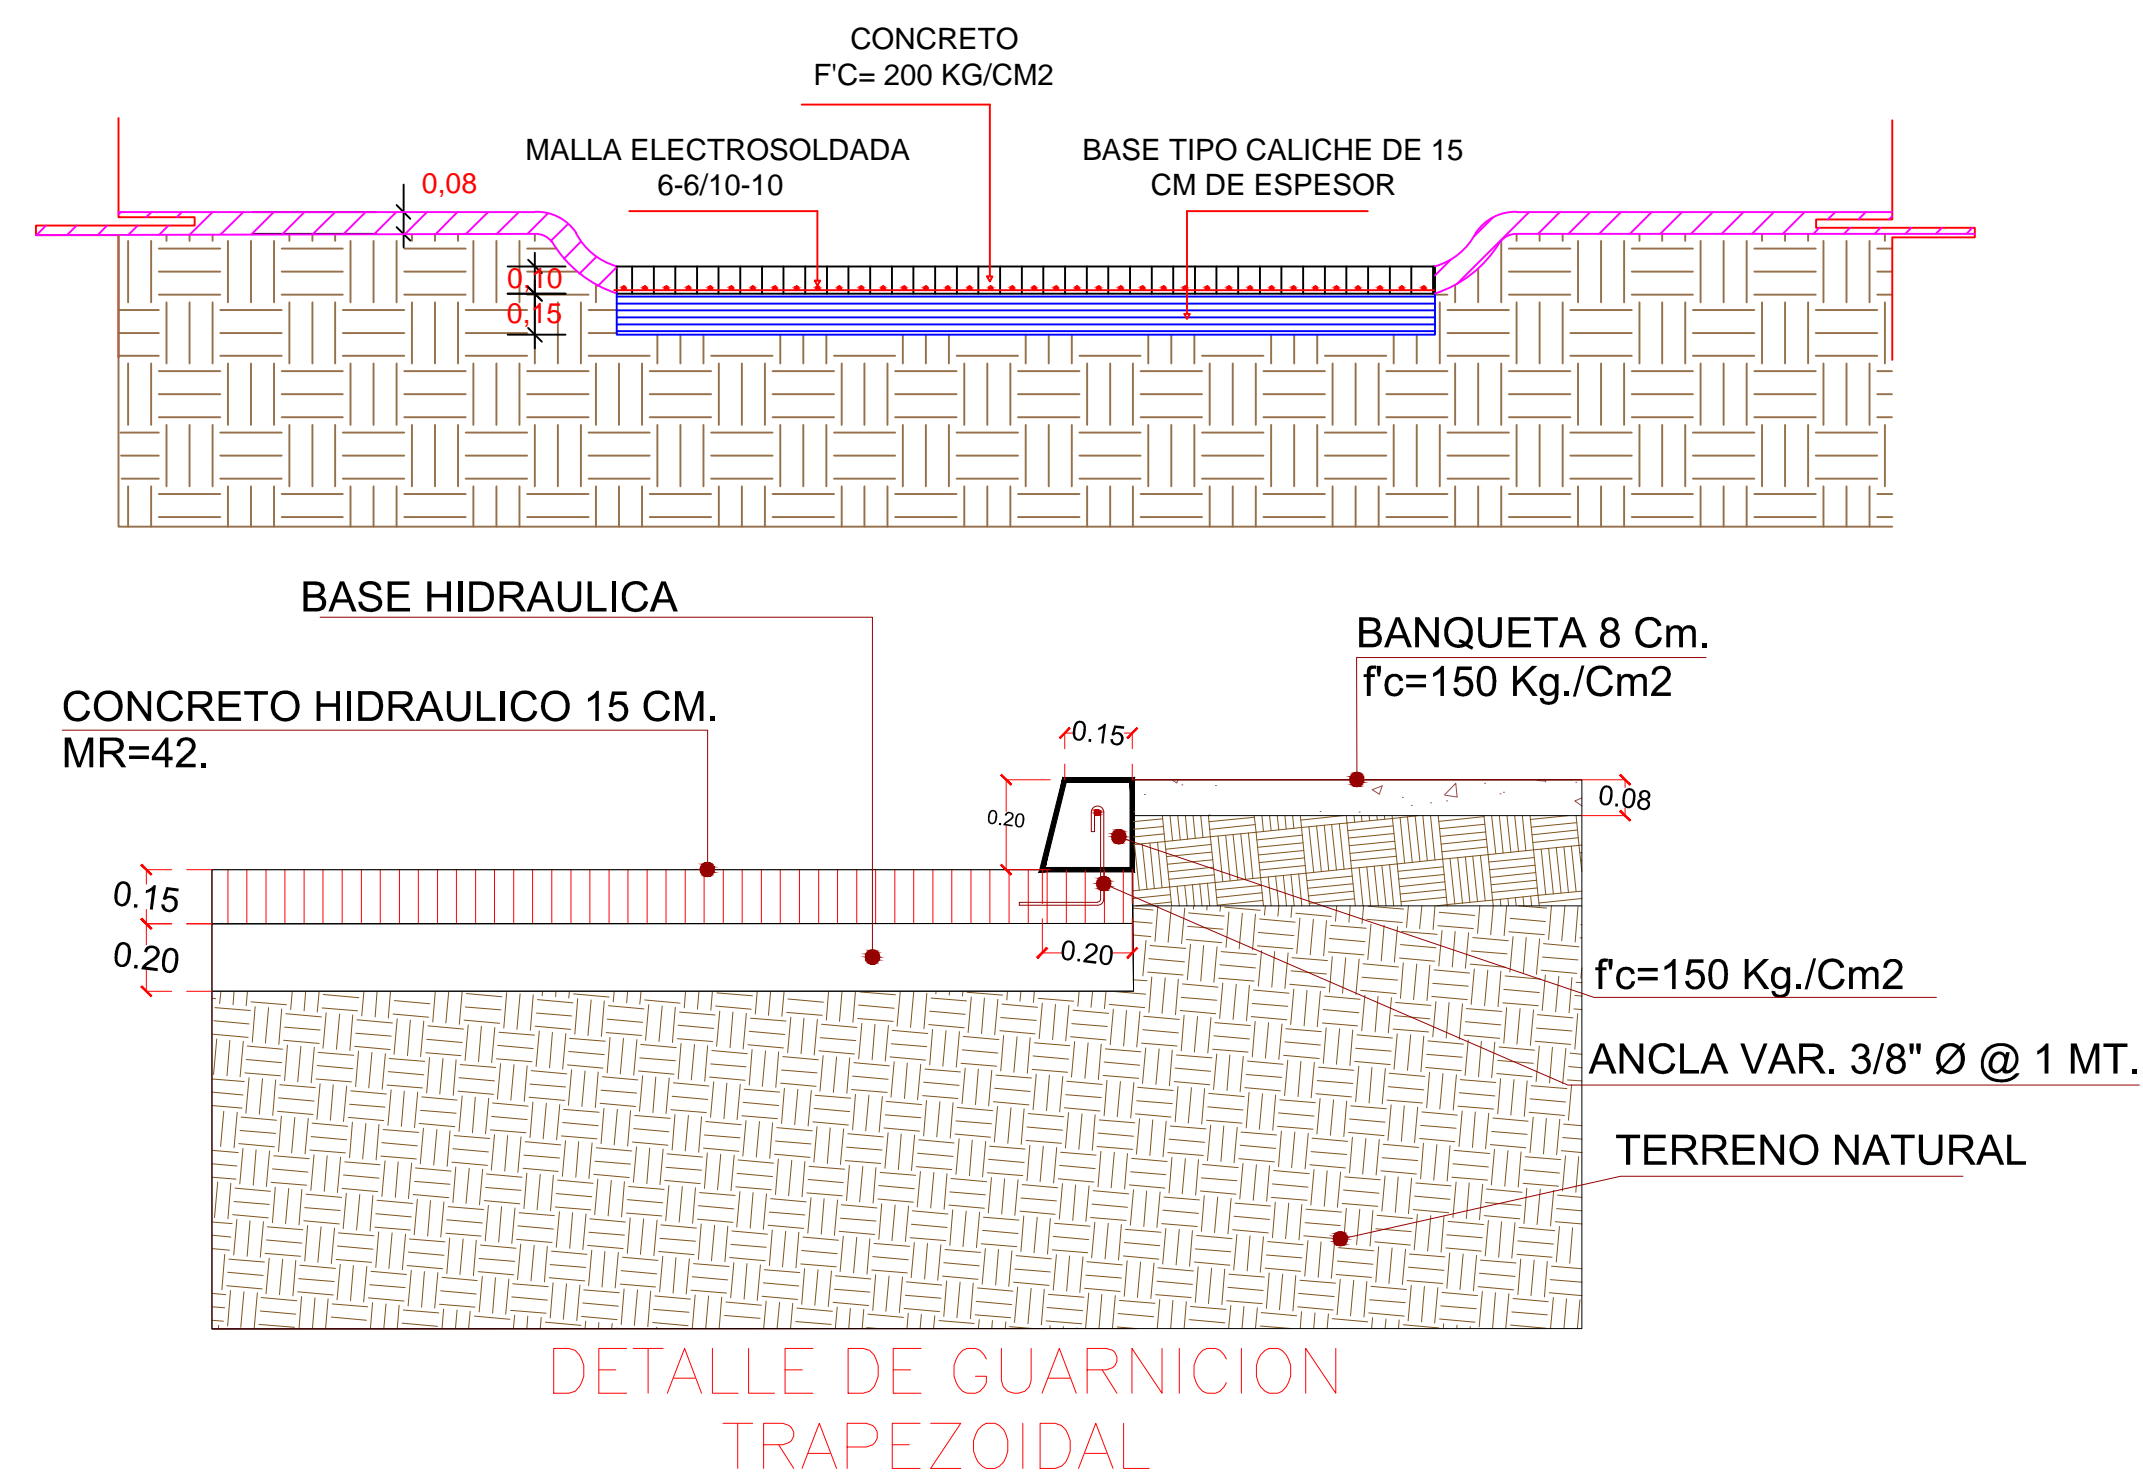 CONCRETO
F'C= 200 KG/CM2
MALLA ELECTROSOLDADA
6-6/10-10
BASE TIPO CALICHE DE 15
CM DE ESPESOR
0,08
0,10
0,15
BASE HIDRAULICA
BANQUETA 8 Cm.
f'c=150 Kg./Cm2
CONCRETO HIDRAULICO 15 CM.
MR=42.
0.15
0.20
0.08
0.15
0.20
0.20
f'c=150 Kg./Cm2
ANCLA VAR. 3/8" Ø @ 1 MT.
TERRENO NATURAL
DETALLE DE GUARNICION
TRAPEZOIDAL